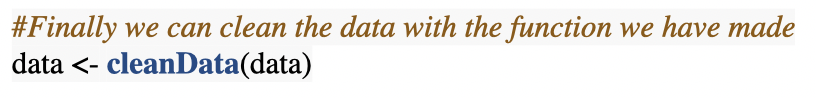 #Finally we can clean the data with the function we have made
data <- cleanData(data)